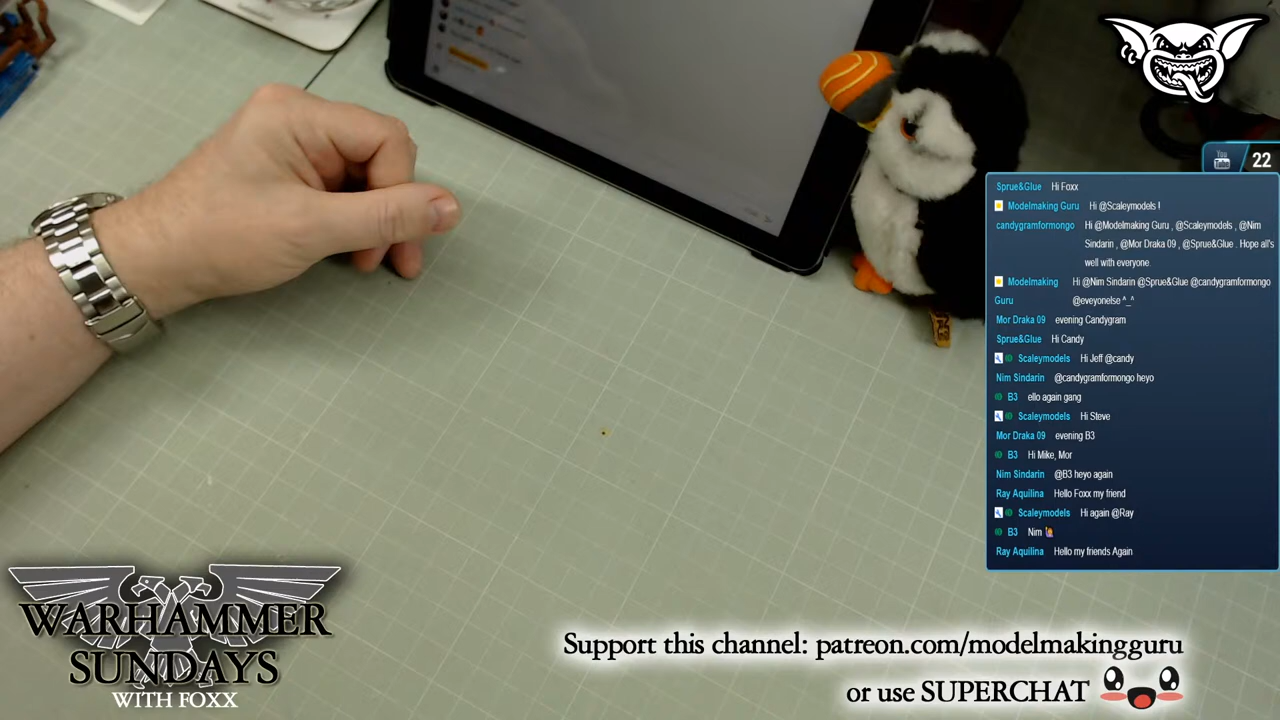 You
Tube
22
Sprue&Glue Hi Foxx
Modelmaking Guru Hi @Scaleymodels !
candygramformongo Hi @Modelmaking Guru , @Scaleymodels , @Nim
Sindarin , @Mor Draka 09 , @Sprue&Glue . Hope all's
well with everyone.
Modelmaking Hi @Nim Sindarin @Sprue&Glue @candygramformongo
Guru @eveyonelse ^_^
Mor Draka 09 evening Candygram
Sprue&Glue Hi Candy
Scaleymodels Hi Jeff @candy
Nim Sindarin @candygramformongo heyo
B3 ello again gang
Scaleymodels Hi Steve
Mor Draka 09 evening B3
B3 Hi Mike, Mor
Nim Sindarin @B3 heyo again
Ray Aquilina Hello Foxx my friend
Scaleymodels Hi again @Ray
B3 Nim 🙋
Ray Aquilina Hello my friends Again
WARHAMMER
SUNDAYS
WITH FOXX
Support this channel: patreon.com/modelmakingguru
or use SUPERCHAT